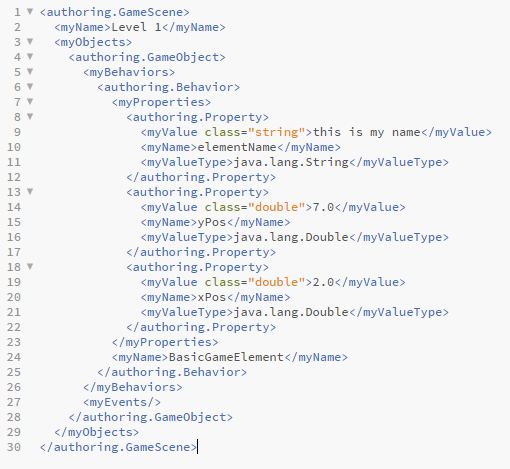 1 <authoring.GameScene>
2   <myName>Level 1</myName>
3   <myObjects>
4     <authoring.GameObject>
5       <myBehaviors>
6         <authoring.Behavior>
7           <myProperties>
8             <authoring.Property>
9               <myValue class="string">this is my name</myValue>
10               <myName>elementName</myName>
11               <myValueType>java.lang.String</myValueType>
12             </authoring.Property>
13             <authoring.Property>
14               <myValue class="double">7.0</myValue>
15               <myName>yPos</myName>
16               <myValueType>java.lang.Double</myValueType>
17             </authoring.Property>
18             <authoring.Property>
19               <myValue class="double">2.0</myValue>
20               <myName>xPos</myName>
21               <myValueType>java.lang.Double</myValueType>
22             </authoring.Property>
23           </myProperties>
24           <myName>BasicGameElement</myName>
25         </authoring.Behavior>
26       </myBehaviors>
27       <myEvents/>
28     </authoring.GameObject>
29   </myObjects>
30 </authoring.GameScene>